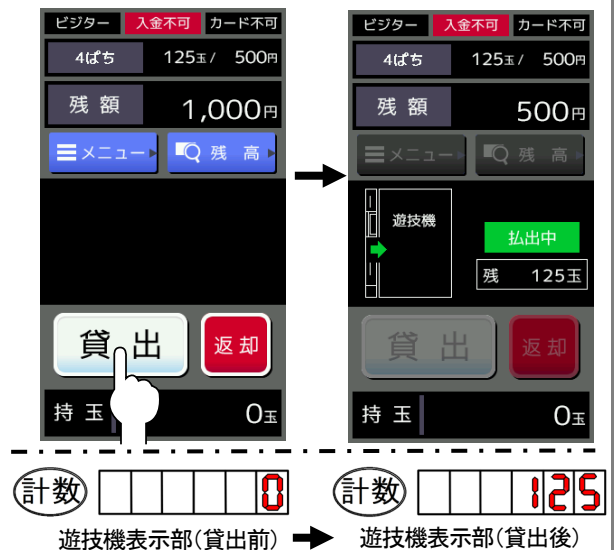 ビジター 入金不可 カード不可
4ぱち 125玉/ 500円
残 額 1,000円
メニュー 残 高
貸 出 返却
持 玉 0玉
計数 0
遊技機表示部(貸出前)
ビジター 入金不可 カード不可
4ぱち 125玉/ 500円
残 額 500円
メニュー 残 高
遊技機
払出中
残 125玉
貸 出 返却
持 玉 0玉
計数 125
遊技機表示部(貸出後)